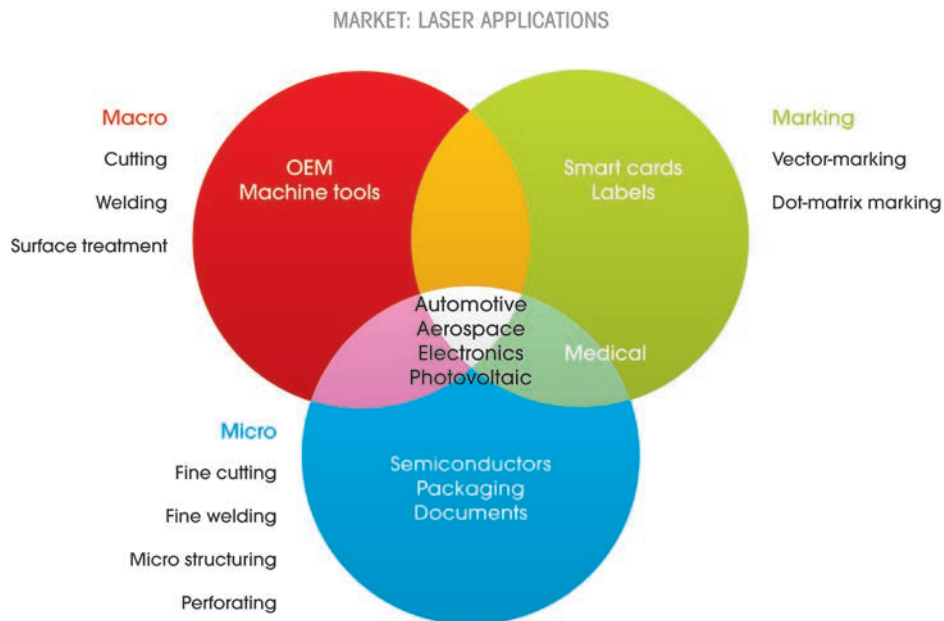 MARKET: LASER APPLICATIONS
Macro
Cutting
Welding
Surface treatment
OEM
Machine tools
Smart cards
Labels
Marking
Vector-marking
Dot-matrix marking
Automotive
Aerospace
Electronics
Photovoltaic
Medical
Micro
Fine cutting
Fine welding
Micro structuring
Perforating
Semiconductors
Packaging
Documents